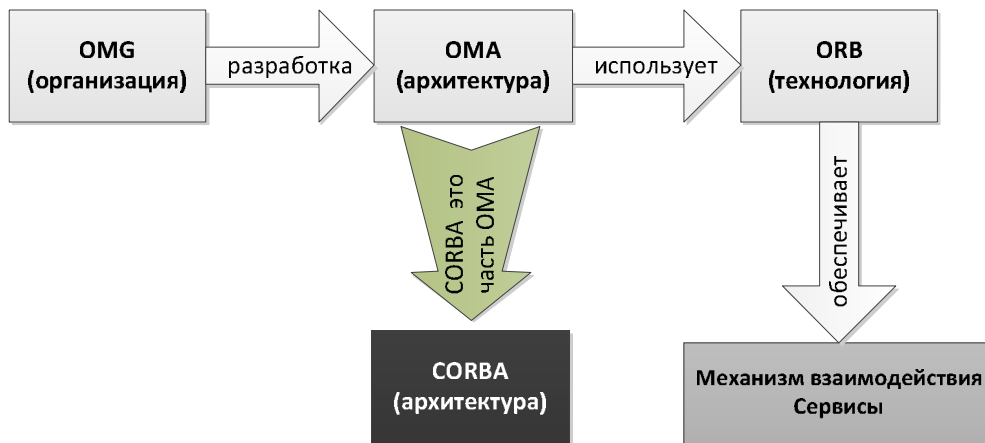 OMG
(организация)
разработка
OMA
(архитектура)
использует
ORB
(технология)
CORBA это
часть OMA
обеспечивает
CORBA
(архитектура)
Механизм взаимодействия
Сервисы